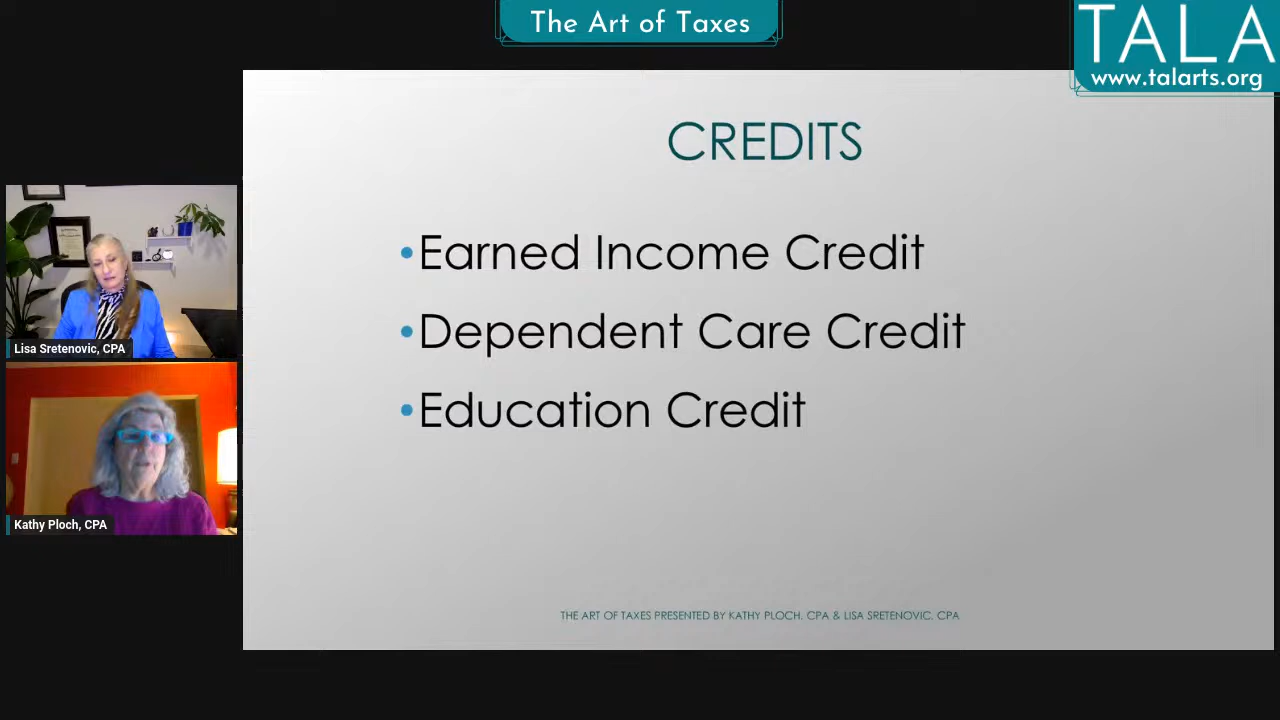 The Art of Taxes
TALA
www.talarts.org
CREDITS
•Earned Income Credit
•Dependent Care Credit
•Education Credit
Lisa Sretenovic, CPA
Kathy Ploch, CPA
THE ART OF TAXES PRESENTED BY KATHY PLOCH, CPA & LISA SRETENOVIC, CPA